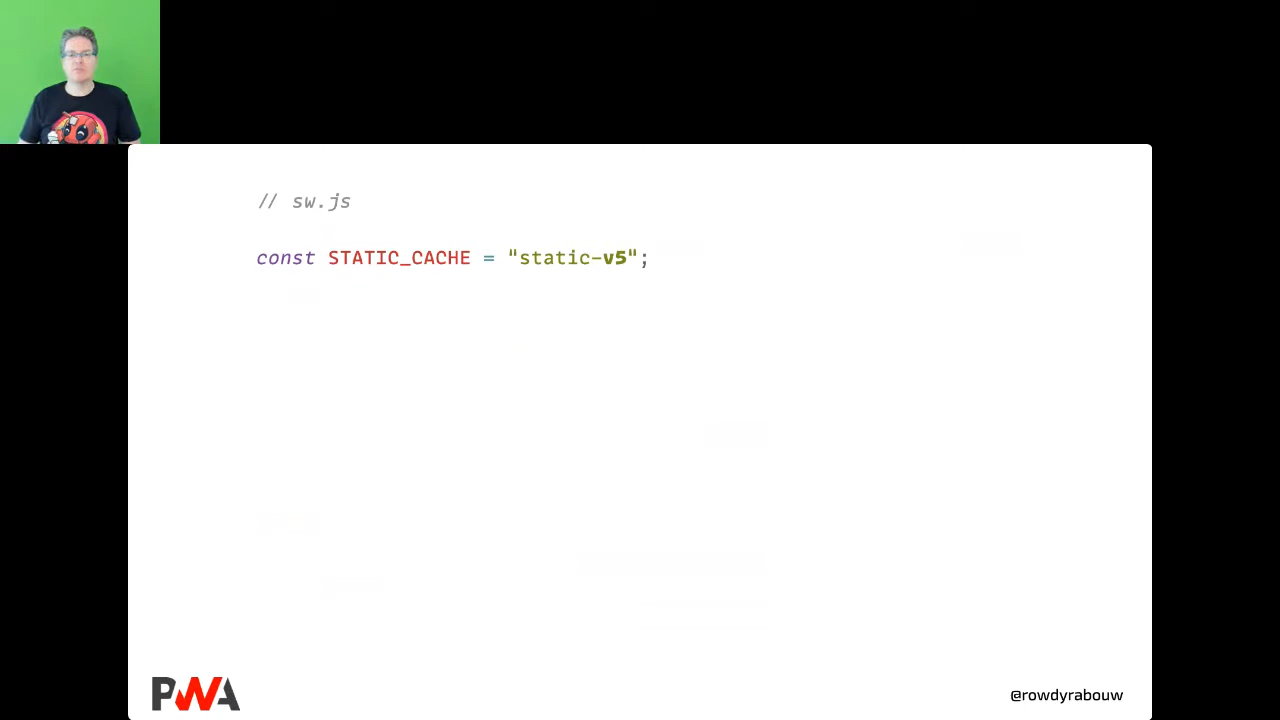 // sw.js
const STATIC_CACHE = "static-v5";
PWA
@rowdyrabouw